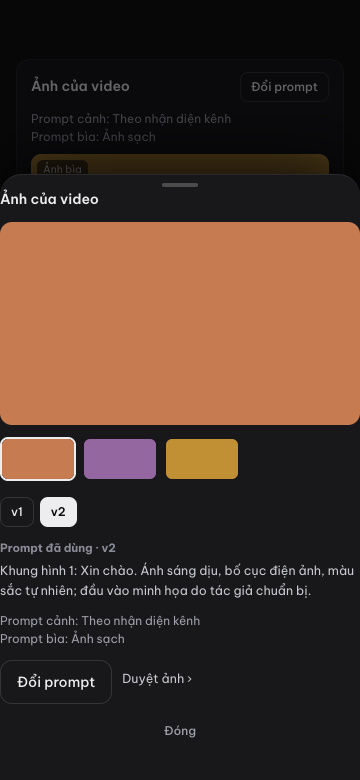 Ảnh của video
Đổi prompt
Prompt cảnh: Theo nhận diện kênh
Prompt bìa: Ảnh sạch
Ảnh bìa
Ảnh của video
v1
v2
Prompt đã dùng · v2
Khung hình 1: Xin chào. Ánh sáng dịu, bố cục điện ảnh, màu
sắc tự nhiên; đầu vào minh họa do tác giả chuẩn bị.
Prompt cảnh: Theo nhận diện kênh
Prompt bìa: Ảnh sạch
Đổi prompt
Duyệt ảnh ›
Đóng